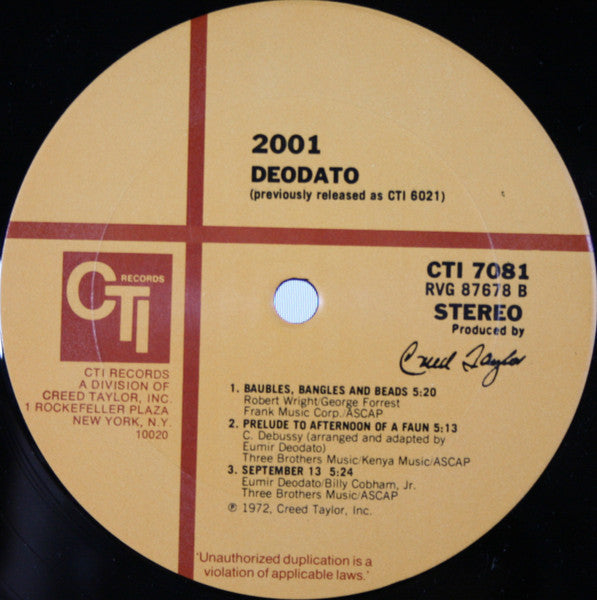 2001
DEODATO
(previously released as CTI 6021)
CTI
RECORDS
CTI RECORDS
A DIVISION OF
CREED TAYLOR, INC.
1 ROCKEFELLER PLAZA
NEW YORK, N.Y.
10020
CTI 7081
RVG 87678 B
STEREO
Produced by
Creed Taylor
1. BAUBLES, BANGLES AND BEADS 5:20
Robert Wright/George Forrest
Frank Music Corp./ASCAP
2. PRELUDE TO AFTERNOON OF A FAUN 5:13
C. Debussy (arranged and adapted by
Eumir Deodato)
Three Brothers Music/Kenya Music/ASCAP
3. SEPTEMBER 13 5:24
Eumir Deodato/Billy Cobham, Jr.
Three Brothers Music/ASCAP
℗ 1972, Creed Taylor, Inc.
'Unauthorized duplication is a
violation of applicable laws.'